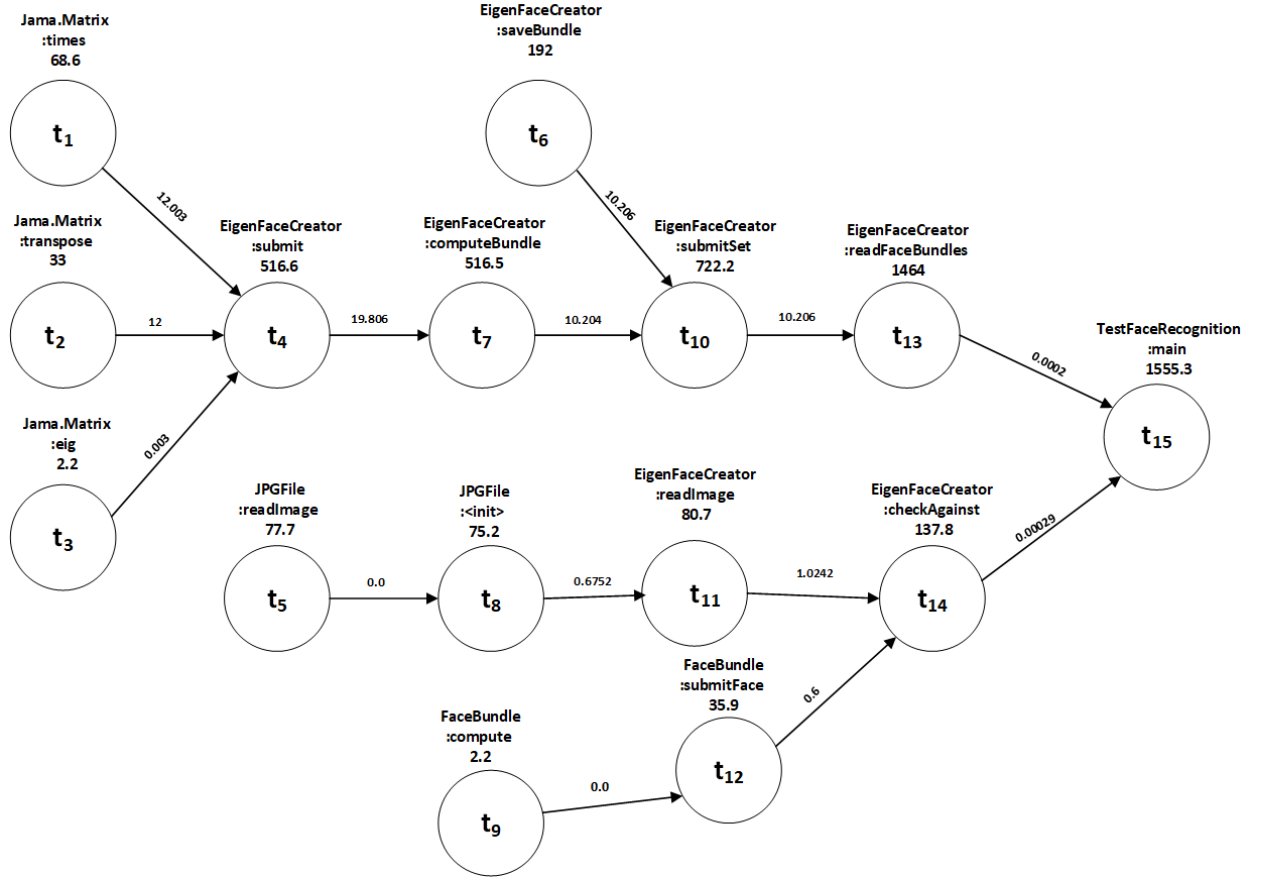 Jama.Matrix
:times
68.6
t1
EigenFaceCreator
:saveBundle
192
t6
12.003
10.206
Jama.Matrix
:transpose
33
t2
12
EigenFaceCreator
:submit
516.6
t4
19.806
EigenFaceCreator
:computeBundle
516.5
t7
10.204
EigenFaceCreator
:submitSet
722.2
t10
10.206
EigenFaceCreator
:readFaceBundles
1464
t13
0.0002
TestFaceRecognition
:main
1555.3
t15
Jama.Matrix
:eig
2.2
t3
0.003
JPGFile
:readImage
77.7
t5
0.0
JPGFile
:<init>
75.2
t8
0.6752
EigenFaceCreator
:readImage
80.7
t11
1.0242
EigenFaceCreator
:checkAgainst
137.8
t14
0.00029
FaceBundle
:compute
2.2
t9
0.0
FaceBundle
:submitFace
35.9
t12
0.6